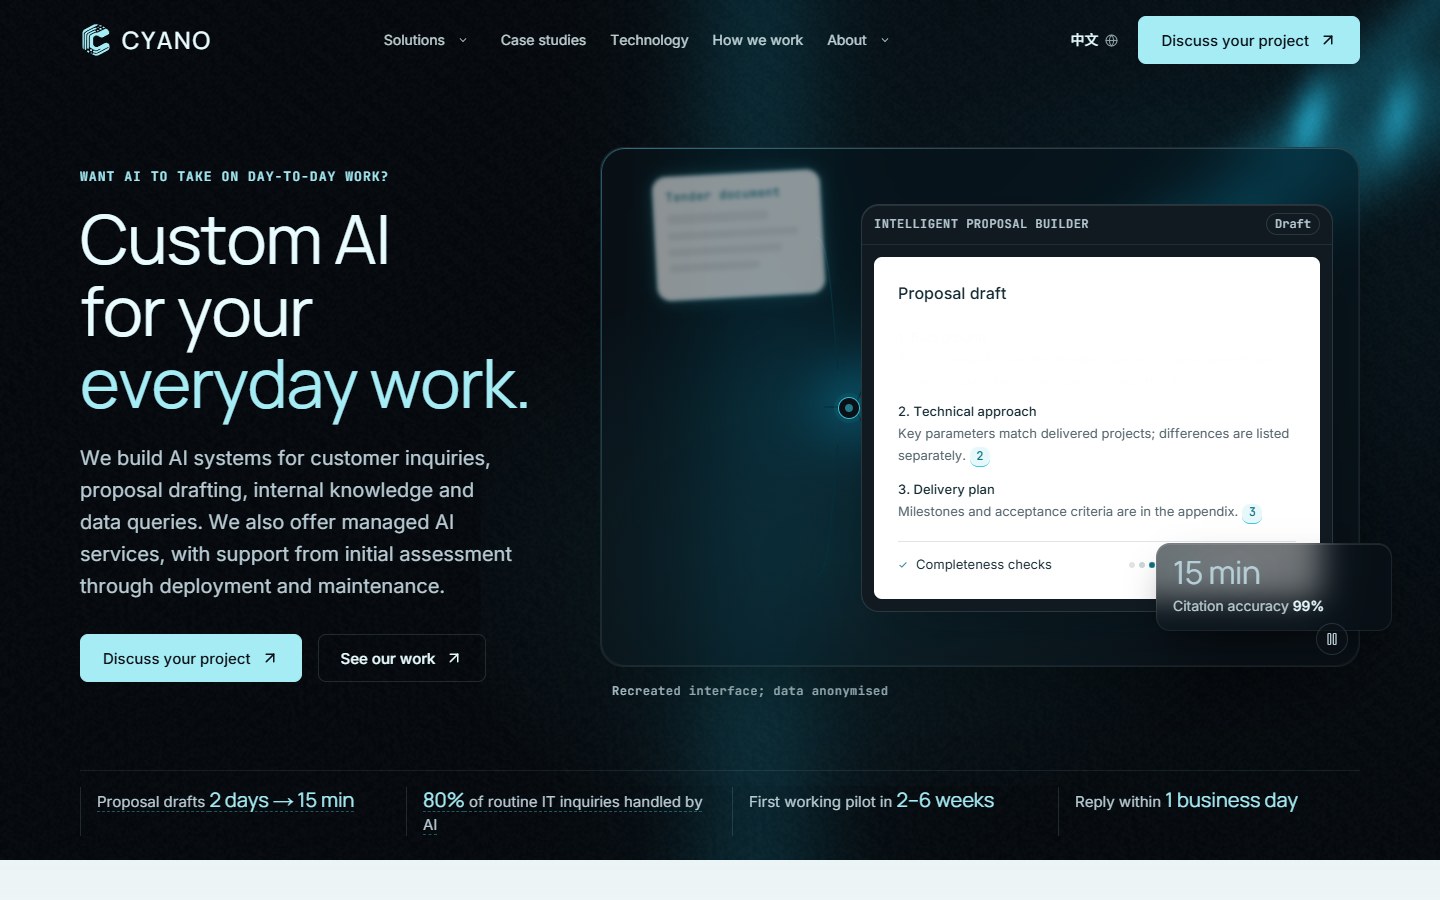 CYANO
Solutions
Case studies
Technology
How we work
About
中文
Discuss your project
WANT AI TO TAKE ON DAY-TO-DAY WORK?
Custom AI
for your
everyday work.
We build AI systems for customer inquiries,
proposal drafting, internal knowledge and
data queries. We also offer managed AI
services, with support from initial assessment
through deployment and maintenance.
Discuss your project
See our work
Tender document
INTELLIGENT PROPOSAL BUILDER
Draft
Proposal draft
2. Technical approach
Key parameters match delivered projects; differences are listed
separately. 2
3. Delivery plan
Milestones and acceptance criteria are in the appendix. 3
Completeness checks
15 min
Citation accuracy 99%
Recreated interface; data anonymised
Proposal drafts 2 days → 15 min
80% of routine IT inquiries handled by
AI
First working pilot in 2–6 weeks
Reply within 1 business day